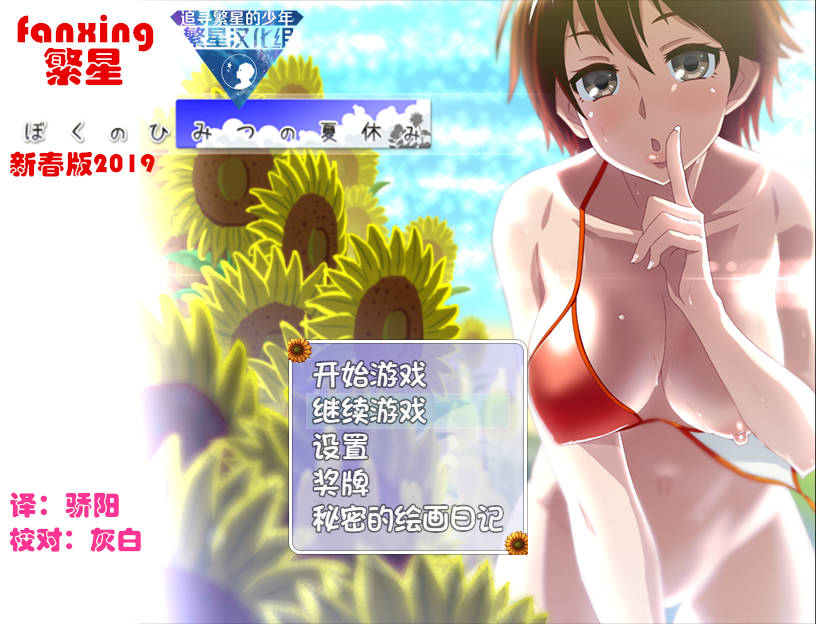 fanxing
繁星
追寻繁星的少年
繁星汉化组
ぼくのひみつの夏休み
新春版2019
开始游戏
继续游戏
设置
奖牌
秘密的绘画日记
译：骄阳
校对：灰白